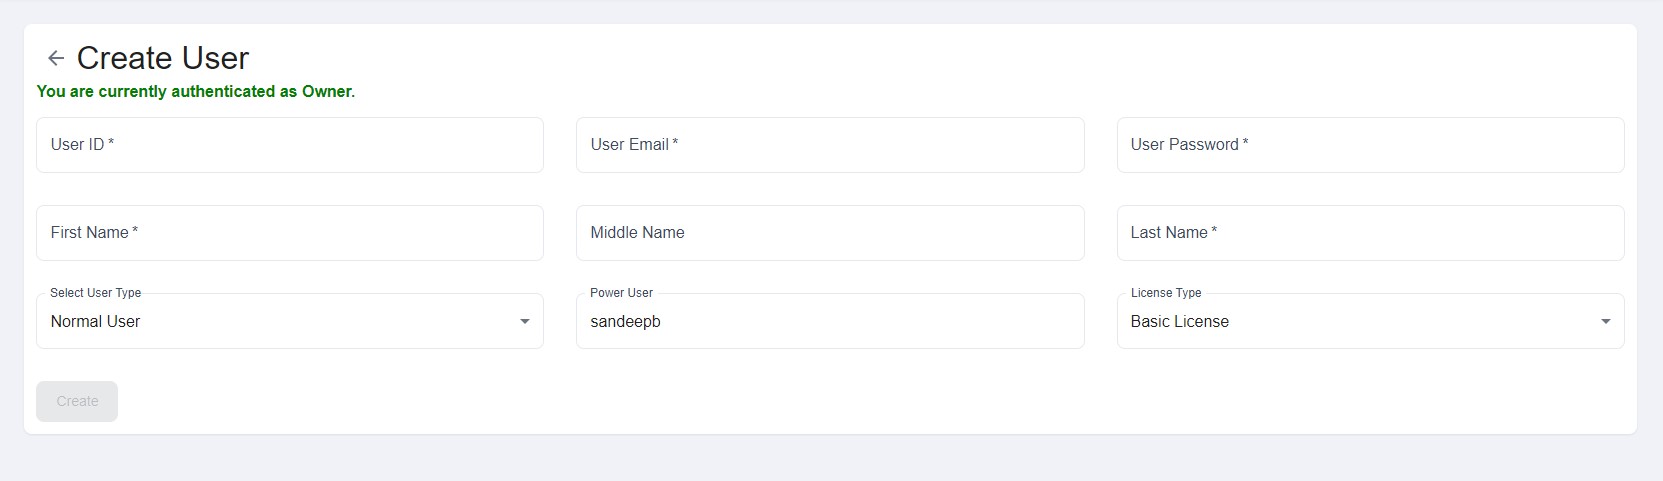 Create User
You are currently authenticated as Owner.
User ID *
User Email *
User Password *
First Name *
Middle Name
Last Name *
Select User Type
Normal User
Power User
sandeepb
License Type
Basic License
Create